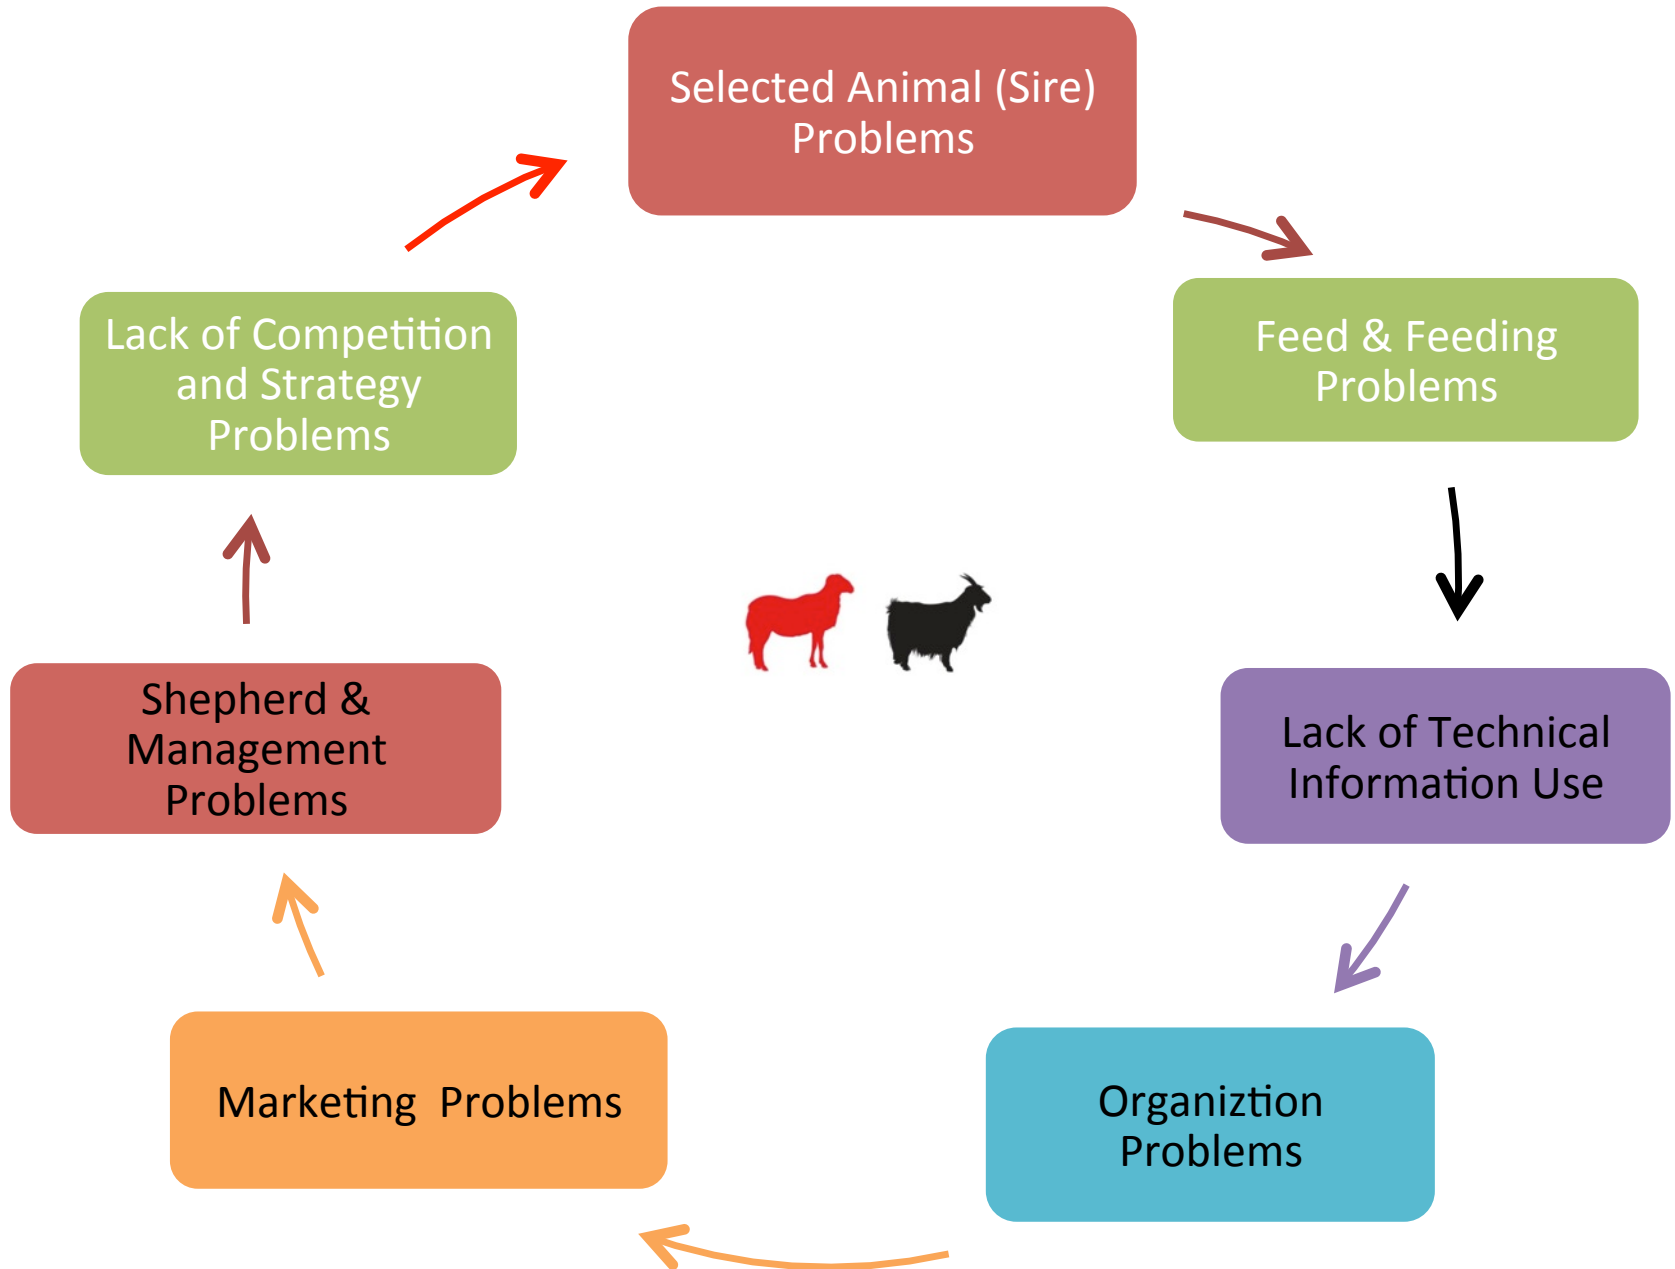 Selected Animal (Sire)
Problems
Feed & Feeding
Problems
Lack of Technical
Information Use
Organiztion
Problems
Marketing  Problems
Shepherd &
Management
Problems
Lack of Competition
and Strategy
Problems